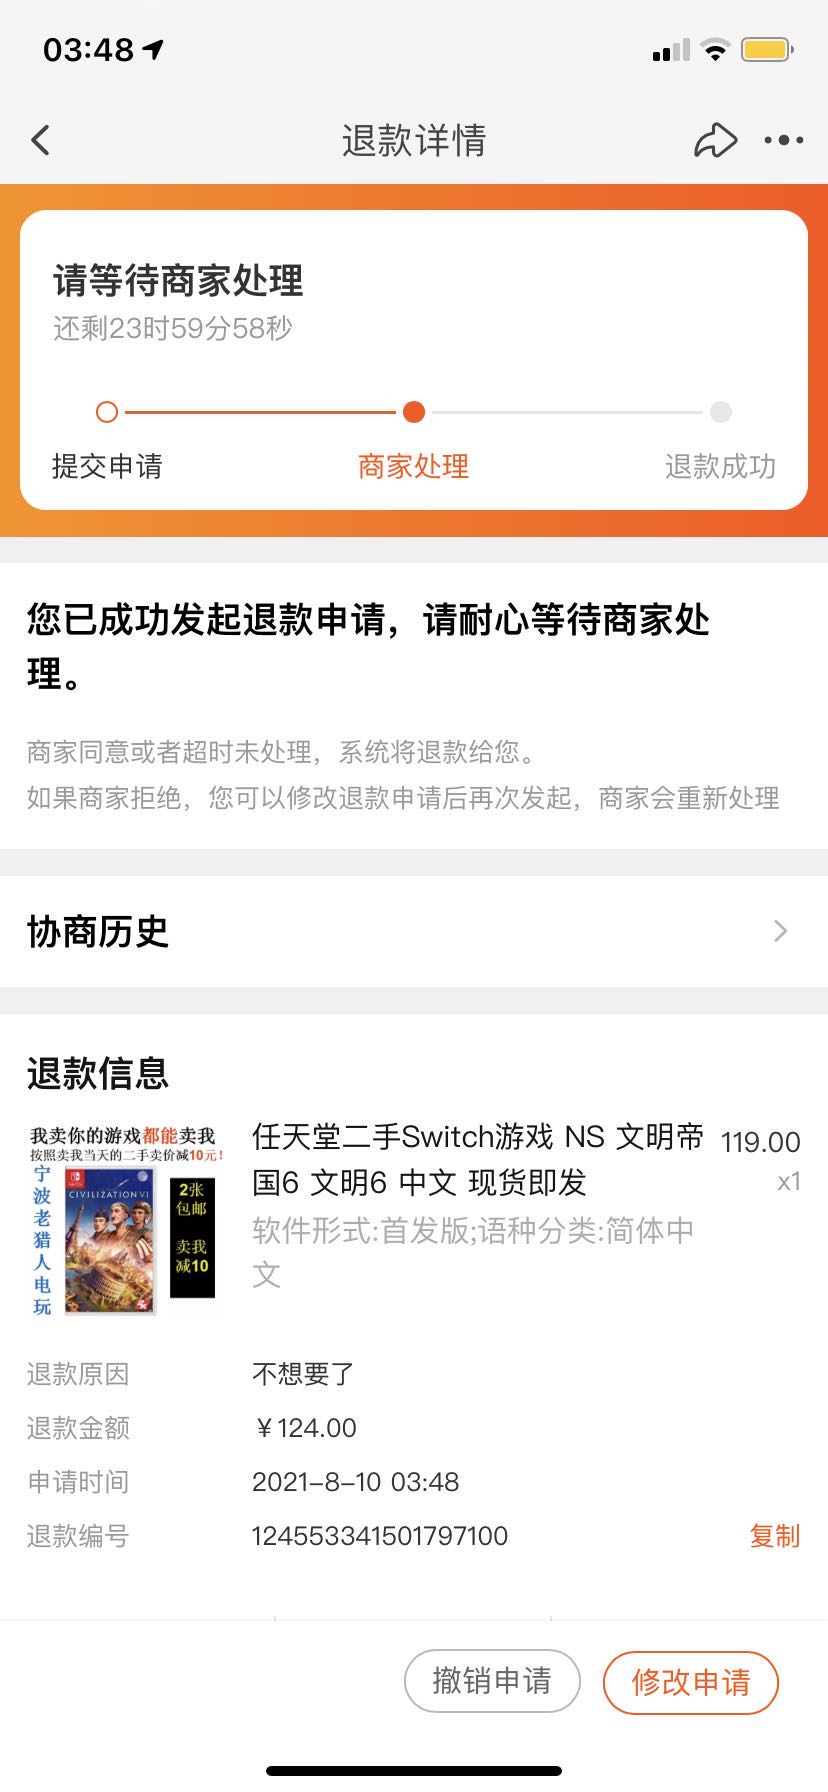 03:48
退款详情
请等待商家处理
还剩23时59分58秒
提交申请 商家处理 退款成功
您已成功发起退款申请，请耐心等待商家处
理。
商家同意或者超时未处理，系统将退款给您。
如果商家拒绝，您可以修改退款申请后再次发起，商家会重新处理
协商历史
退款信息
我卖你的游戏都能卖我
按照卖我当天的二手卖价减10元！
宁波老猎人电玩
CIVILIZATION VI
2K
2张
包邮
卖我
减10
任天堂二手Switch游戏 NS 文明帝 119.00
国6 文明6 中文 现货即发 x1
软件形式:首发版;语种分类:简体中
文
退款原因 不想要了
退款金额 ￥124.00
申请时间 2021-8-10 03:48
退款编号 124553341501797100 复制
撤销申请 修改申请